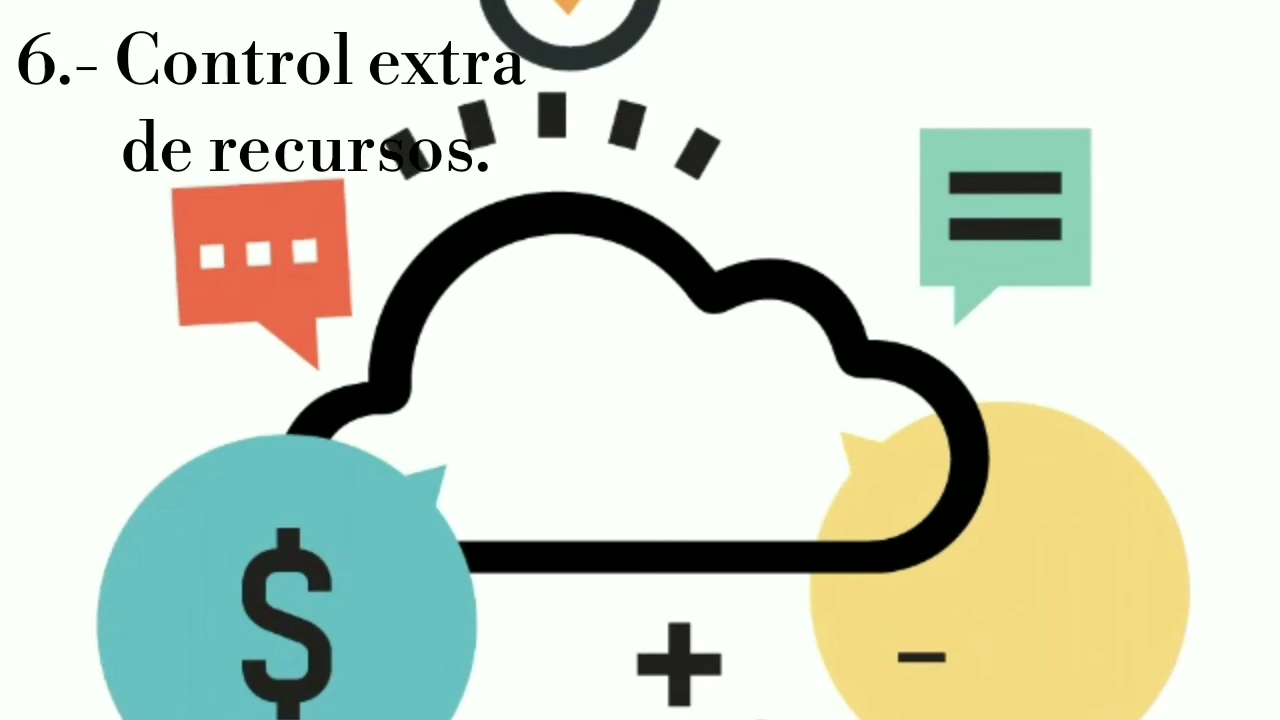 6.- Control extra
de recursos.
$
+
-